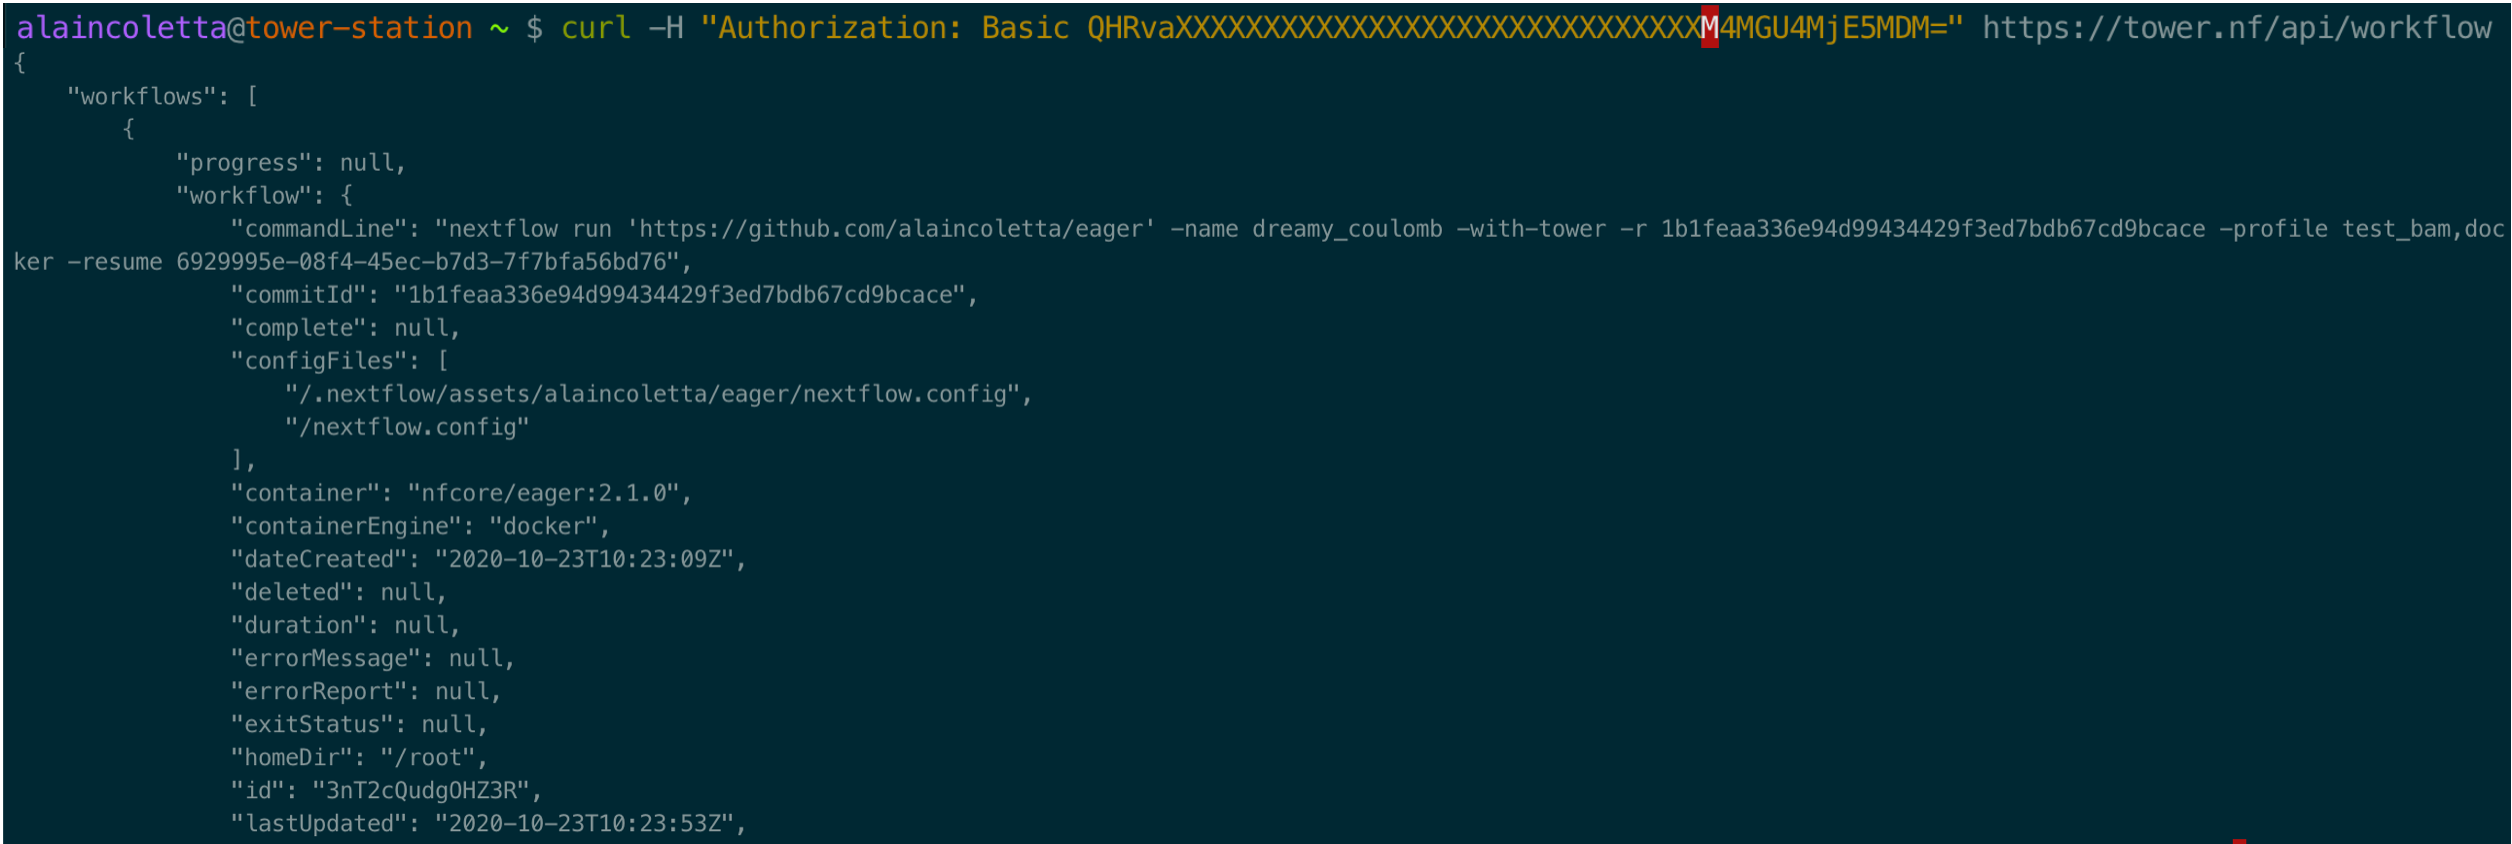 alaincoletta@tower-station ~ $ curl -H "Authorization: Basic QHRvaXXXXXXXXXXXXXXXXXXXXXXXXXXXXXXM4MGU4MjE5MDM=" https://tower.nf/api/workflow
{
    "workflows": [
        {
            "progress": null,
            "workflow": {
                "commandLine": "nextflow run 'https://github.com/alaincoletta/eager' -name dreamy_coulomb -with-tower -r 1b1feaa336e94d99434429f3ed7bdb67cd9bcace -profile test_bam,doc
ker -resume 6929995e-08f4-45ec-b7d3-7f7bfa56bd76",
                "commitId": "1b1feaa336e94d99434429f3ed7bdb67cd9bcace",
                "complete": null,
                "configFiles": [
                    "/.nextflow/assets/alaincoletta/eager/nextflow.config",
                    "/nextflow.config"
                ],
                "container": "nfcore/eager:2.1.0",
                "containerEngine": "docker",
                "dateCreated": "2020-10-23T10:23:09Z",
                "deleted": null,
                "duration": null,
                "errorMessage": null,
                "errorReport": null,
                "exitStatus": null,
                "homeDir": "/root",
                "id": "3nT2cQudgOHZ3R",
                "lastUpdated": "2020-10-23T10:23:53Z",